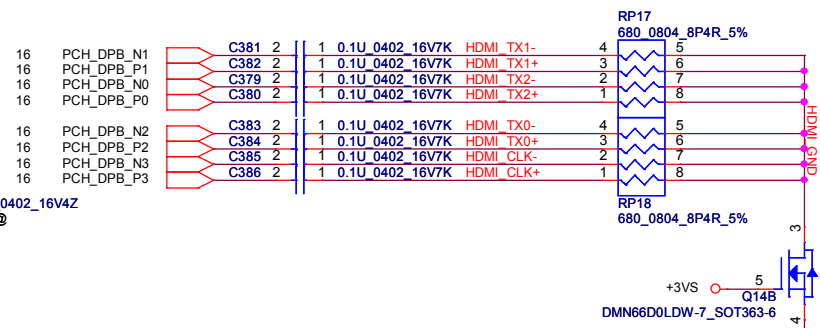 RP17
680_0804_8P4R_5%
16 PCH_DPB_N1 C381 2 1 0.1U_0402_16V7K HDMI_TX1- 4 5
16 PCH_DPB_P1 C382 2 1 0.1U_0402_16V7K HDMI_TX1+ 3 6
16 PCH_DPB_N0 C379 2 1 0.1U_0402_16V7K HDMI_TX2- 2 7
16 PCH_DPB_P0 C380 2 1 0.1U_0402_16V7K HDMI_TX2+ 1 8
16 PCH_DPB_N2 C383 2 1 0.1U_0402_16V7K HDMI_TX0- 4 5
16 PCH_DPB_P2 C384 2 1 0.1U_0402_16V7K HDMI_TX0+ 3 6
16 PCH_DPB_N3 C385 2 1 0.1U_0402_16V7K HDMI_CLK- 2 7
16 PCH_DPB_P3 C386 2 1 0.1U_0402_16V7K HDMI_CLK+ 1 8
HDMI_GND
0402_16V4Z
@
RP18
680_0804_8P4R_5%
3
+3VS 5
Q14B
DMN66D0LDW-7_SOT363-6
4